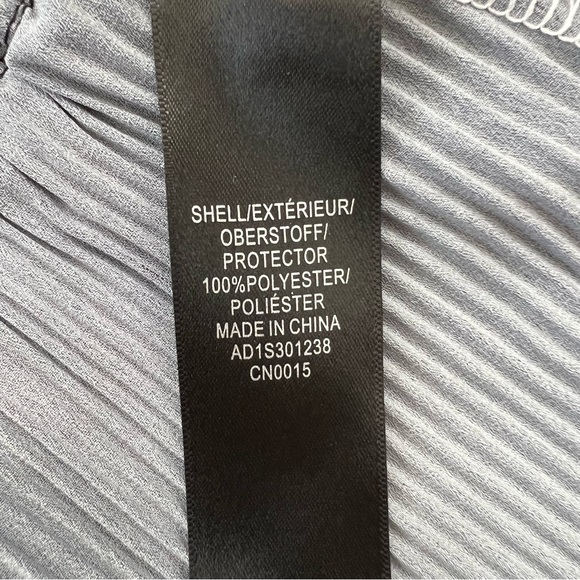 SHELL/EXTÉRIEUR/
OBERSTOFF/
PROTECTOR
100%POLYESTER/
POLIÉSTER
MADE IN CHINA
AD1S301238
CN0015